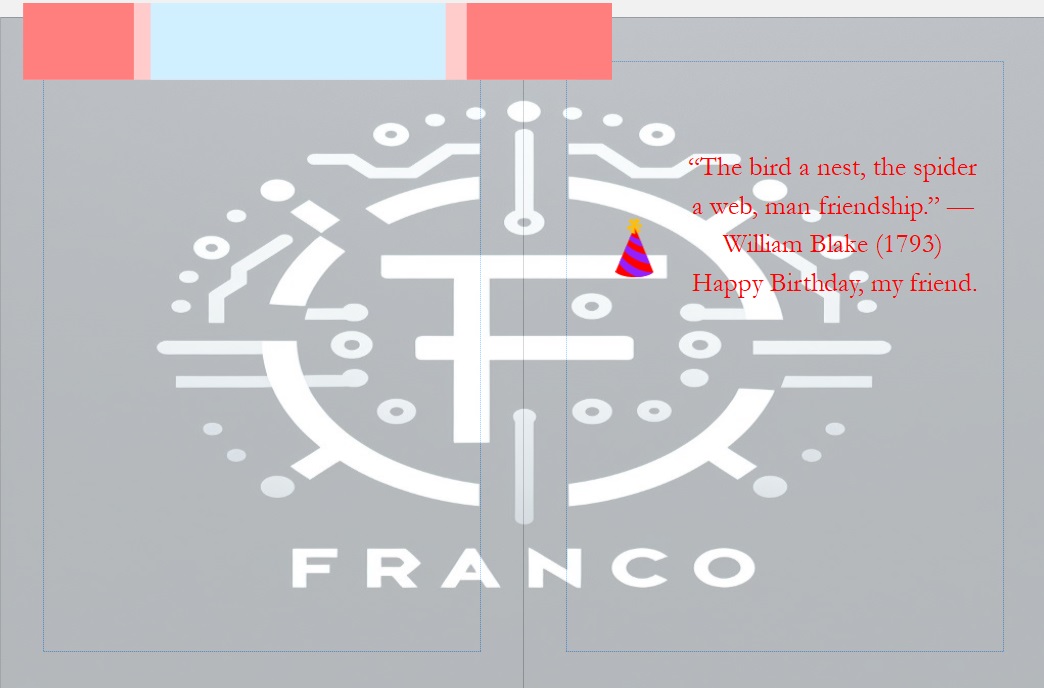 “The bird a nest, the spider
a web, man friendship.” —
William Blake (1793)
Happy Birthday, my friend.
F
FRANCO